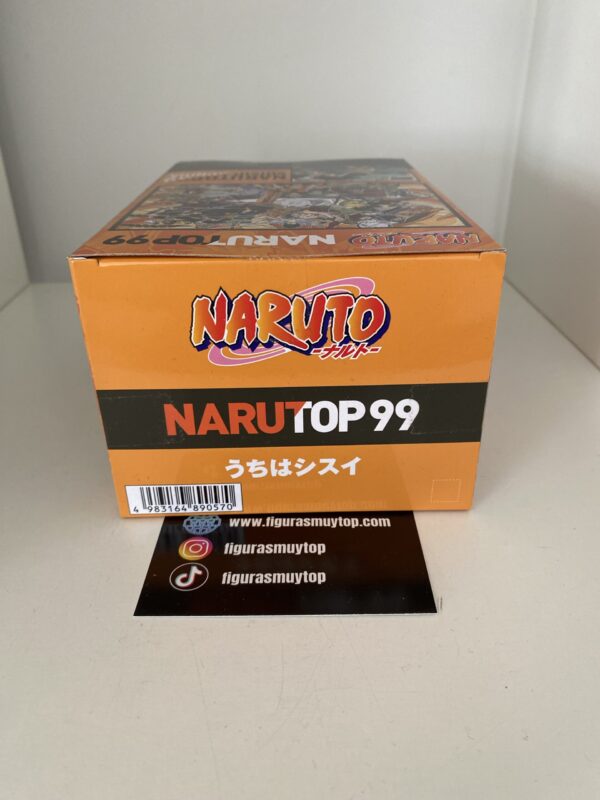 NARUTOP99
NARUTO
NARUTO
-ナルト-
NARUTOP99
うちはシスイ
4 983164 890570
www.figurasmuytop.com
figurasmuytop
figurasmuytop